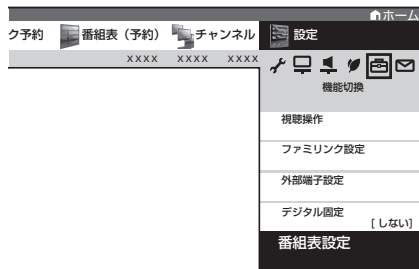 ホーム
ク予約 番組表（予約） チャンネル 設定
xxxx xxxx xxxx
機能切換
視聴操作
ファミリンク設定
外部端子設定
デジタル固定
[しない]
番組表設定